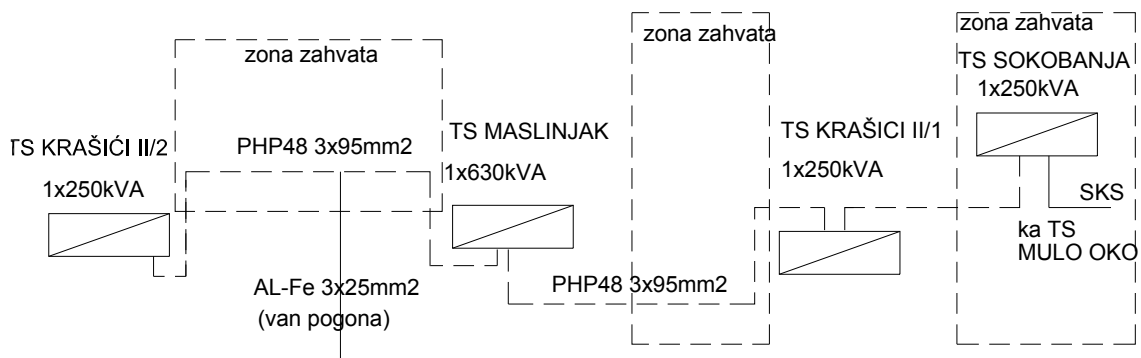 zona zahvata
zona zahvata
zona zahvata
TS SOKOBANJA
1x250kVA
TS KRAŠIĆI II/2
1x250kVA
PHP48 3x95mm2
TS MASLINJAK
1x630kVA
TS KRAŠICI II/1
1x250kVA
SKS
ka TS
MULO OKO
AL-Fe 3x25mm2
(van pogona)
PHP48 3x95mm2